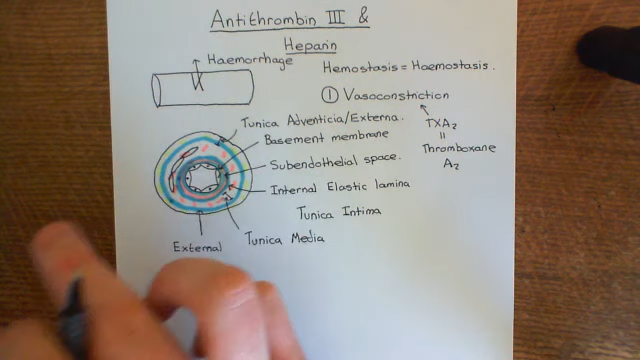 Antithrombin III &
Heparin
Haemorrhage
Hemostasis = Haemostasis.
① Vasoconstriction
TXA2
=
Thromboxane
A2
Tunica Adventicia/Externa.
Basement membrane
Subendothelial space.
Internal Elastic lamina
Tunica Intima
Tunica Media
External